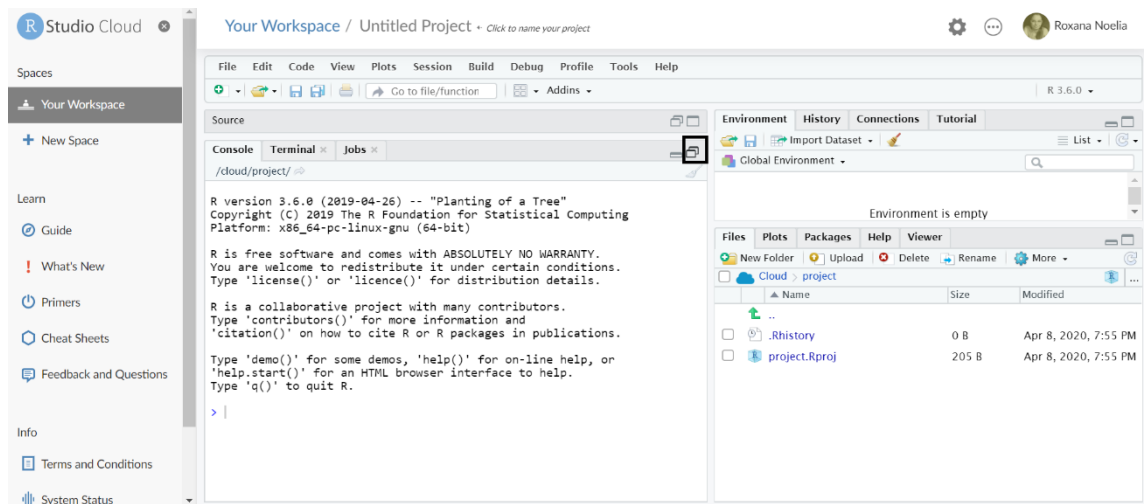 R Studio Cloud
Your Workspace / Untitled Project - Click to name your project
Roxana Noelia
Spaces
Your Workspace
New Space
Learn
Guide
What's New
Primers
Cheat Sheets
Feedback and Questions
Info
Terms and Conditions
System Status
File Edit Code View Plots Session Build Debug Profile Tools Help
Go to file/function Addins R 3.6.0
Source
Console Terminal Jobs
/cloud/project/
R version 3.6.0 (2019-04-26) -- "Planting of a Tree"
Copyright (C) 2019 The R Foundation for Statistical Computing
Platform: x86_64-pc-linux-gnu (64-bit)
R is free software and comes with ABSOLUTELY NO WARRANTY.
You are welcome to redistribute it under certain conditions.
Type 'license()' or 'licence()' for distribution details.
R is a collaborative project with many contributors.
Type 'contributors()' for more information and
'citation()' on how to cite R or R packages in publications.
Type 'demo()' for some demos, 'help()' for on-line help, or
'help.start()' for an HTML browser interface to help.
Type 'q()' to quit R.
>
Environment History Connections Tutorial
Import Dataset List
Global Environment
Environment is empty
Files Plots Packages Help Viewer
New Folder Upload Delete Rename More
Cloud > project ...
Name Size Modified
..
.Rhistory 0 B Apr 8, 2020, 7:55 PM
project.Rproj 205 B Apr 8, 2020, 7:55 PM